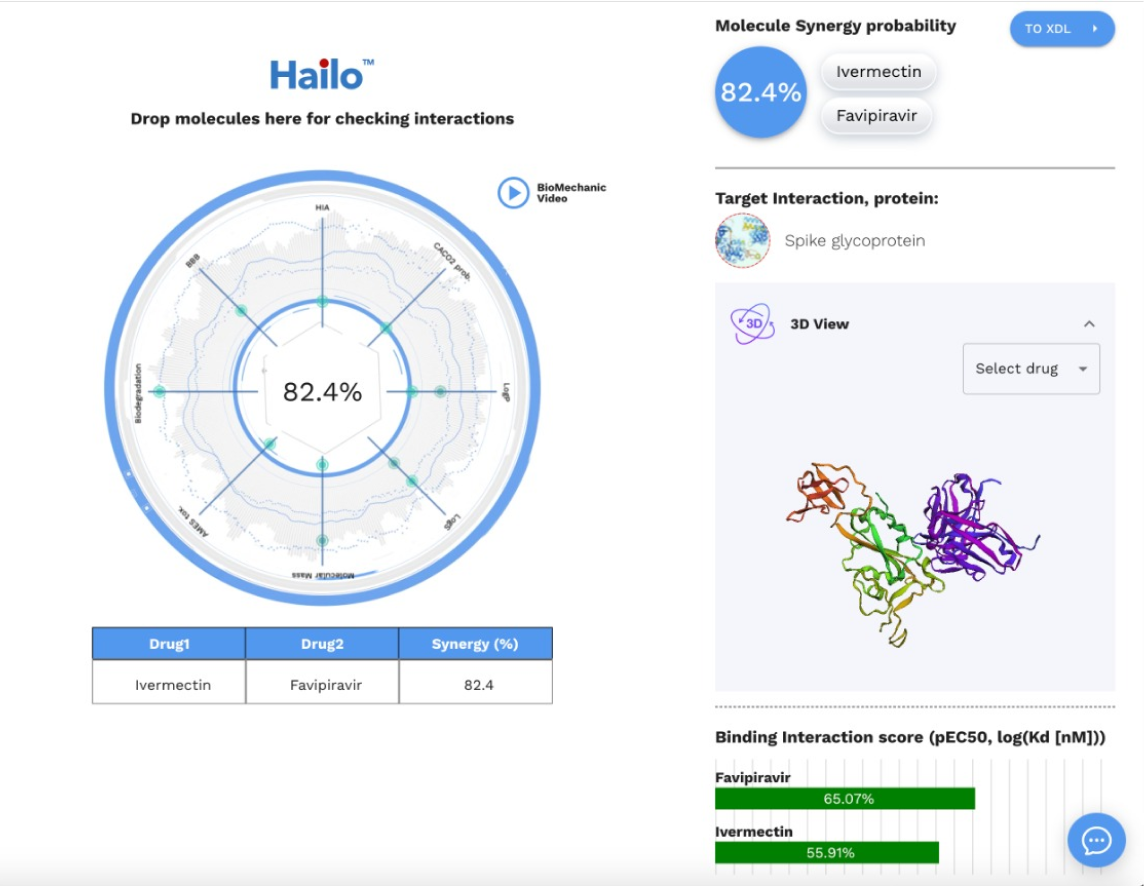 Hailo™
Drop molecules here for checking interactions
BioMechanic
Video
HIA
CACO2 prob.
LogP
LogS
Molecular Mass
AMES tox.
Biodegradation
BBB
82.4%
Drug1 Drug2 Synergy (%)
Ivermectin Favipiravir 82.4
Molecule Synergy probability
TO XDL
82.4%
Ivermectin
Favipiravir
Target Interaction, protein:
Spike glycoprotein
3D
3D View
Select drug
Binding Interaction score (pEC50, log(Kd [nM]))
Favipiravir
65.07%
Ivermectin
55.91%